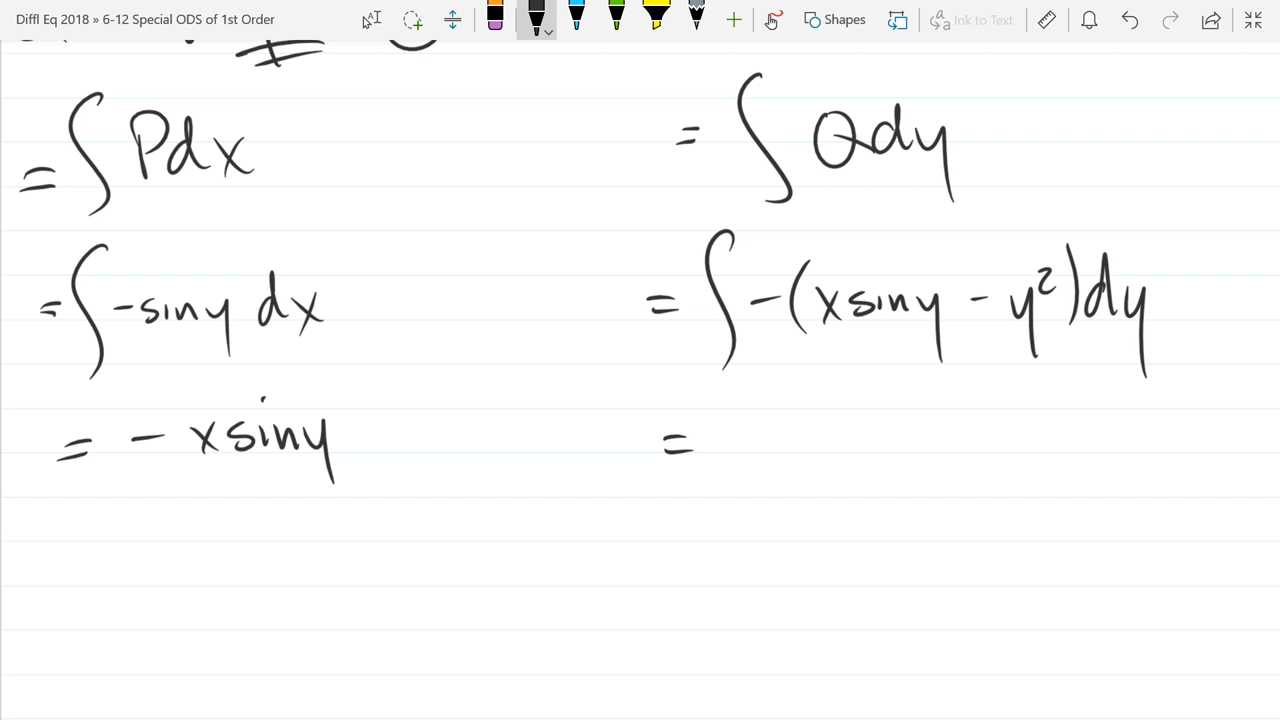 Diffl Eq 2018 » 6-12 Special ODS of 1st Order
Shapes
Ink to Text
= ∫ Pdx
= ∫ Qdy
= ∫ -siny dx
= ∫ -(xsiny - y²)dy
= - xsiny
=